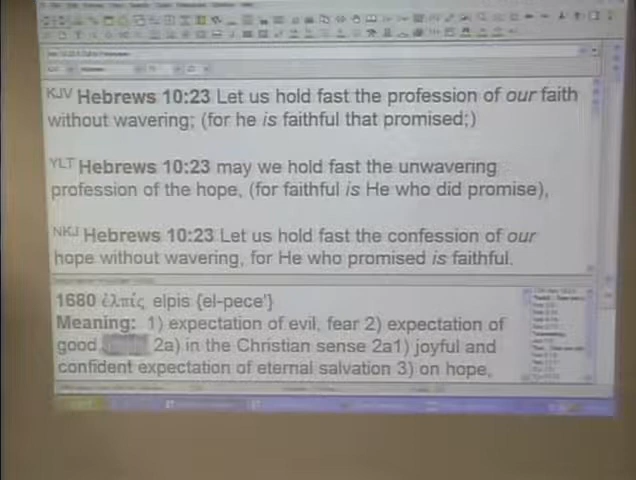 KJV Hebrews 10:23 Let us hold fast the profession of our faith
without wavering; (for he is faithful that promised;)
YLT Hebrews 10:23 may we hold fast the unwavering
profession of the hope, (for faithful is He who did promise),
NKJ Hebrews 10:23 Let us hold fast the confession of our
hope without wavering, for He who promised is faithful.
1680 ἐλπίς elpis {el-pece'}
Meaning: 1) expectation of evil, fear 2) expectation of
good 2a) in the Christian sense 2a1) joyful and
confident expectation of eternal salvation 3) on hope,